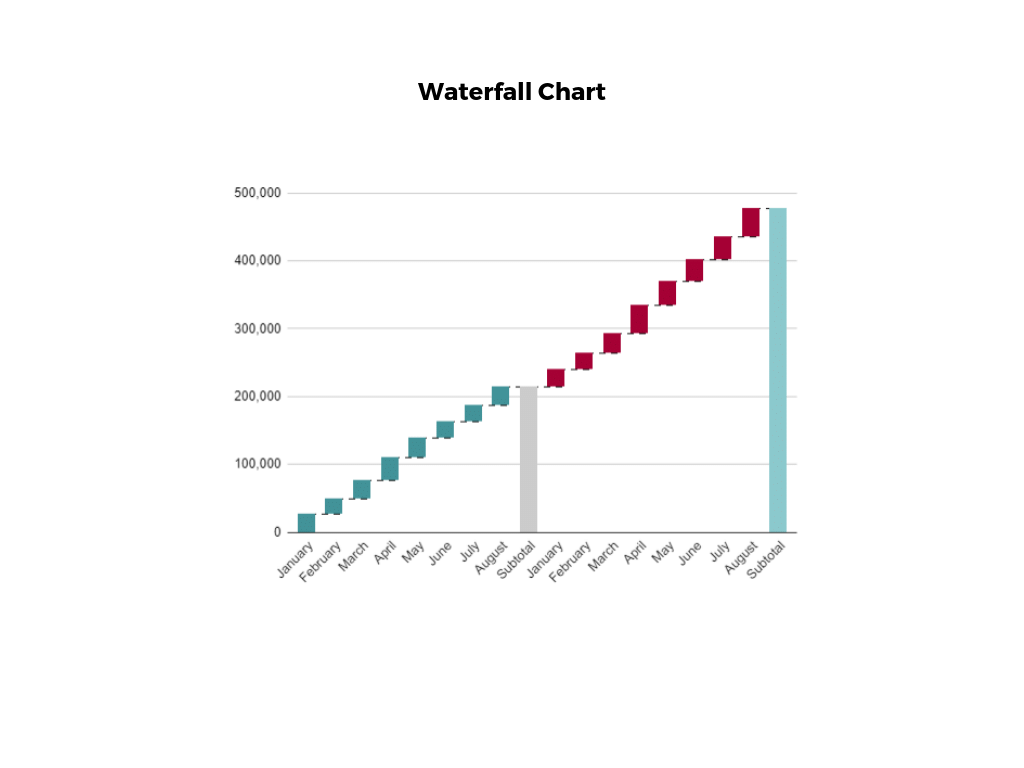 Waterfall Chart
500,000
400,000
300,000
200,000
100,000
0
January
February
March
April
May
June
July
August
Subtotal
January
February
March
April
May
June
July
August
Subtotal